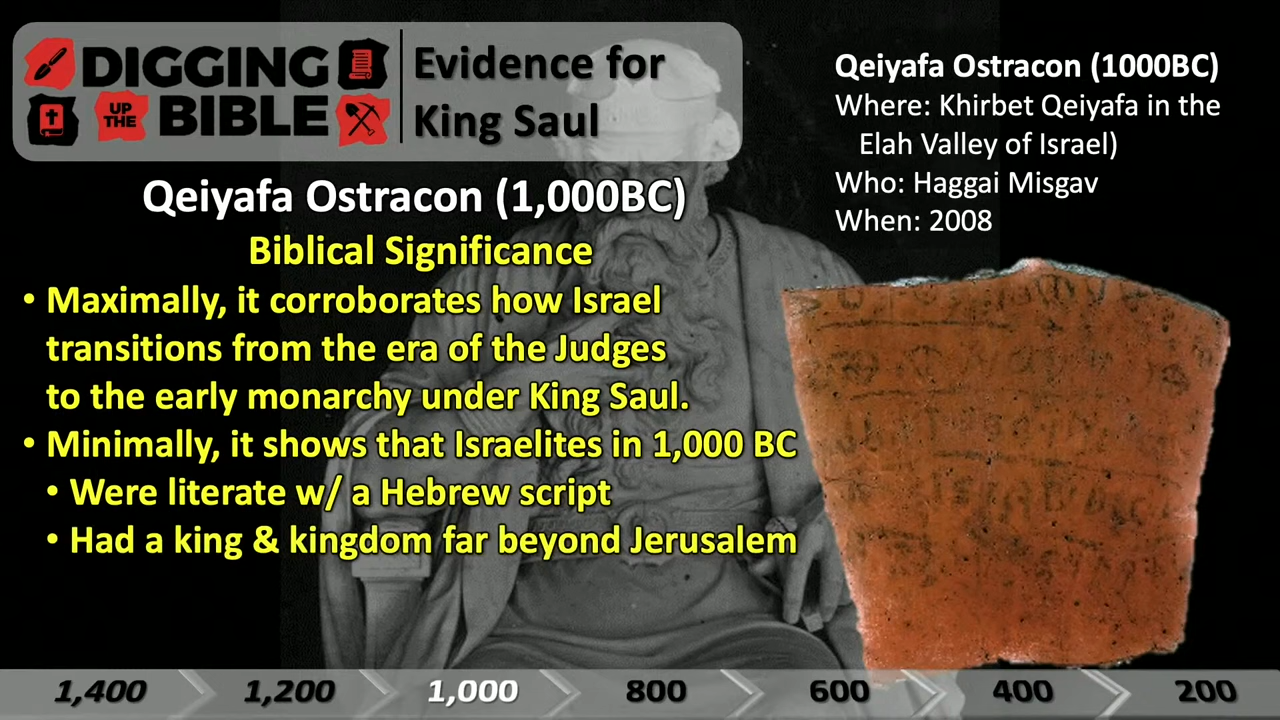 DIGGING
UP THE
BIBLE
Evidence for
King Saul
Qeiyafa Ostracon (1,000BC)
Biblical Significance
• Maximally, it corroborates how Israel
transitions from the era of the Judges
to the early monarchy under King Saul.
• Minimally, it shows that Israelites in 1,000 BC
• Were literate w/ a Hebrew script
• Had a king & kingdom far beyond Jerusalem
Qeiyafa Ostracon (1000BC)
Where: Khirbet Qeiyafa in the
Elah Valley of Israel)
Who: Haggai Misgav
When: 2008
1,400 1,200 1,000 800 600 400 200